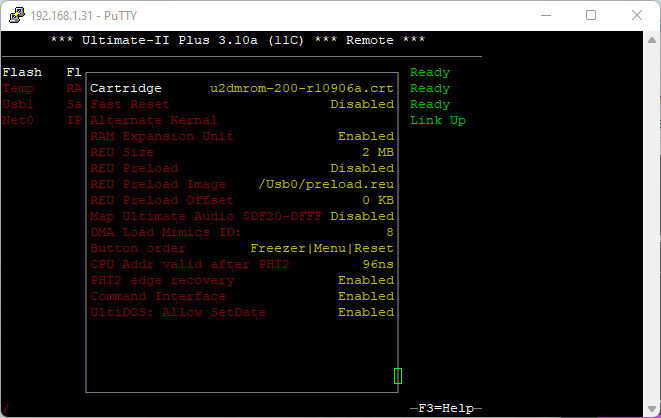 192.168.1.31 - PuTTY
*** Ultimate-II Plus 3.10a (11C) *** Remote ***
Flash Fl Ready
Cartridge u2dmrom-200-r10906a.crt
Temp RA Ready
Fast Reset Disabled
Usb1 Sa Ready
Alternate Kernal
Net0 IP Link Up
RAM Expansion Unit Enabled
REU Size 2 MB
REU Preload Disabled
REU Preload Image /Usb0/preload.reu
REU Preload Offset 0 KB
Map Ultimate Audio $DF20-DFFF Disabled
DMA Load Mimics ID: 8
Button order Freezer|Menu|Reset
CPU Addr valid after PHI2 96ns
PHI2 edge recovery Enabled
Command Interface Enabled
UltiDOS: Allow SetDate Enabled
/ F3=Help